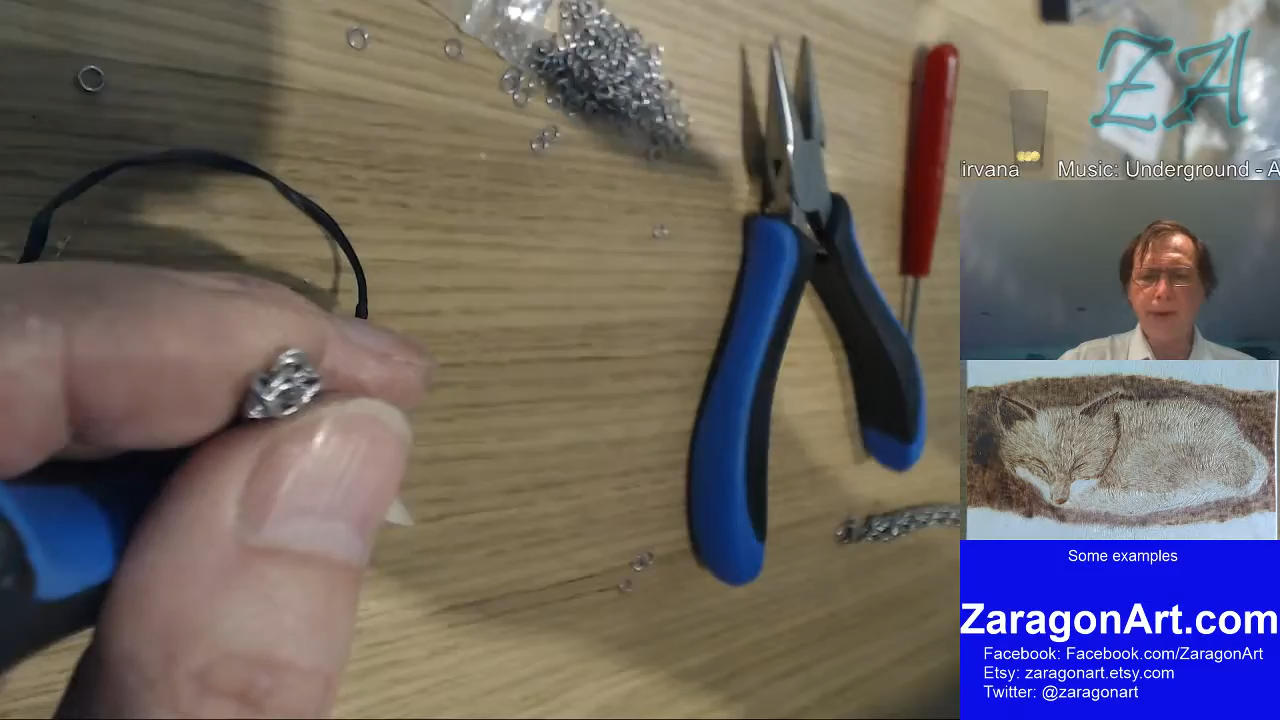 ZA
irvana Music: Underground - A
Some examples
ZaragonArt.com
Facebook: Facebook.com/ZaragonArt
Etsy: zaragonart.etsy.com
Twitter: @zaragonart